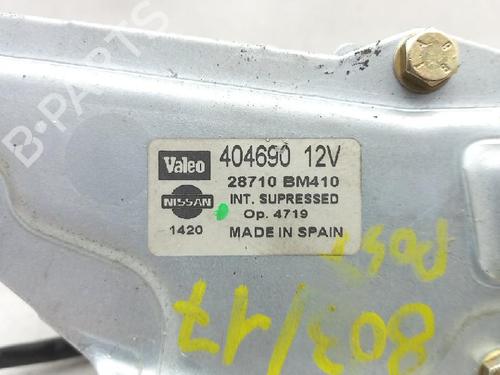 B-PARTS
Valeo 404690 12V
28710 BM410
NISSAN INT. SUPRESSED
Op. 4719
1420 MADE IN SPAIN
803/17